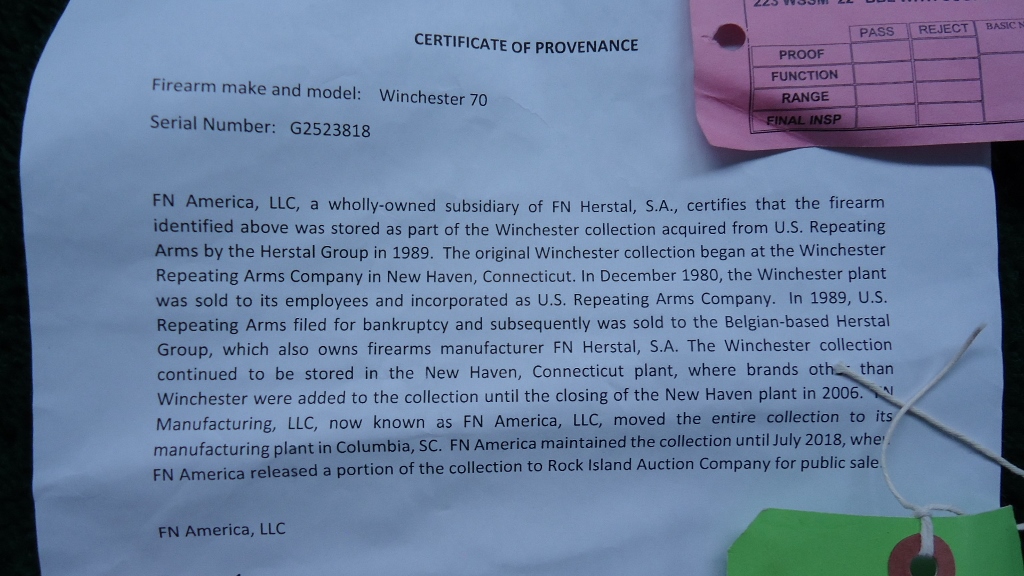 CERTIFICATE OF PROVENANCE
Firearm make and model: Winchester 70
Serial Number: G2523818
FN America, LLC, a wholly-owned subsidiary of FN Herstal, S.A., certifies that the firearm
identified above was stored as part of the Winchester collection acquired from U.S. Repeating
Arms by the Herstal Group in 1989. The original Winchester collection began at the Winchester
Repeating Arms Company in New Haven, Connecticut. In December 1980, the Winchester plant
was sold to its employees and incorporated as U.S. Repeating Arms Company. In 1989, U.S.
Repeating Arms filed for bankruptcy and subsequently was sold to the Belgian-based Herstal
Group, which also owns firearms manufacturer FN Herstal, S.A. The Winchester collection
continued to be stored in the New Haven, Connecticut plant, where brands other than
Winchester were added to the collection until the closing of the New Haven plant in 2006. FN
Manufacturing, LLC, now known as FN America, LLC, moved the entire collection to its
manufacturing plant in Columbia, SC. FN America maintained the collection until July 2018, when
FN America released a portion of the collection to Rock Island Auction Company for public sale
FN America, LLC
223 WSSM 22"
PASS REJECT BASIC
PROOF
FUNCTION
RANGE
FINAL INSP